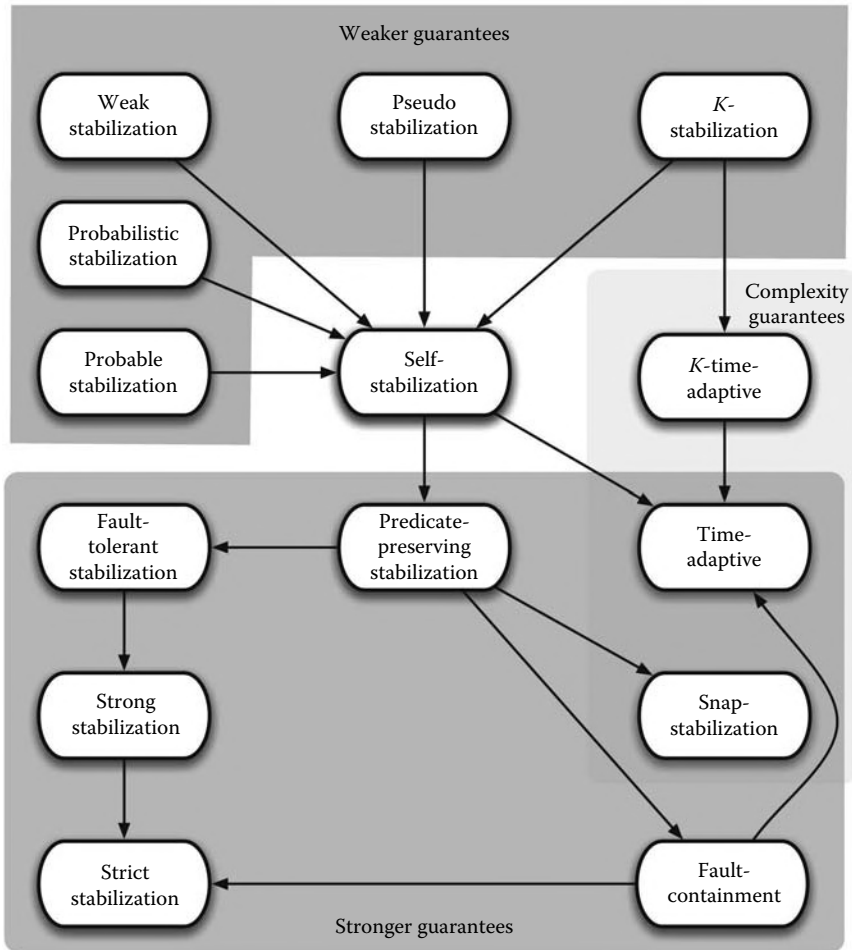 Weaker guarantees
Weak
stabilization
Pseudo
stabilization
K-
stabilization
Probabilistic
stabilization
Complexity
guarantees
Probable
stabilization
Self-
stabilization
K-time-
adaptive
Fault-
tolerant
stabilization
Predicate-
preserving
stabilization
Time-
adaptive
Strong
stabilization
Snap-
stabilization
Strict
stabilization
Fault-
containment
Stronger guarantees